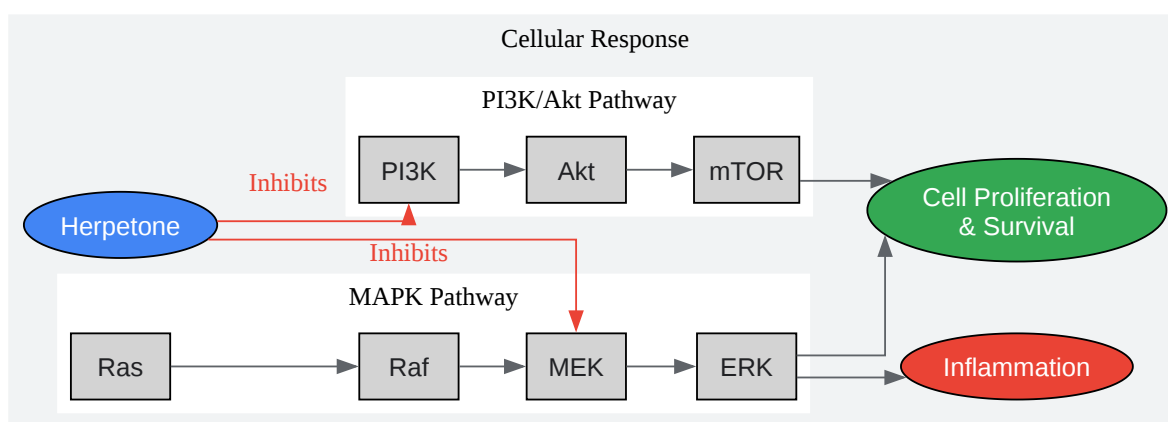 Cellular Response
PI3K/Akt Pathway
PI3K
Akt
mTOR
Inhibits
Herpetone
Cell Proliferation
& Survival
Inhibits
MAPK Pathway
Ras
Raf
MEK
ERK
Inflammation